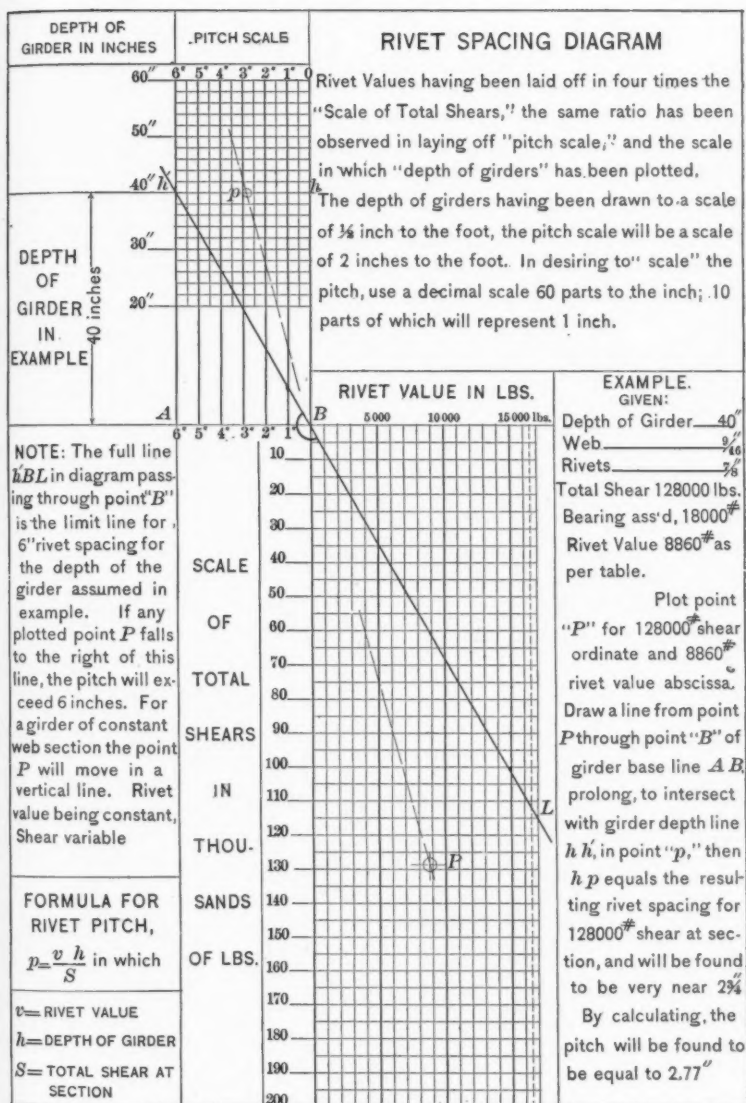 DEPTH OF
GIRDER IN INCHES
PITCH SCALE
6" 5" 4" 3" 2" 1" 0
60"
50"
40"
30"
20"
h'
p
h
DEPTH
OF
GIRDER
IN
EXAMPLE
40 inches
A
B
6" 5" 4" 3" 2" 1"
RIVET SPACING DIAGRAM
Rivet Values having been laid off in four times the
"Scale of Total Shears," the same ratio has been
observed in laying off "pitch scale," and the scale
in which "depth of girders" has been plotted.
The depth of girders having been drawn to a scale
of ½ inch to the foot, the pitch scale will be a scale
of 2 inches to the foot. In desiring to "scale" the
pitch, use a decimal scale 60 parts to the inch; 10
parts of which will represent 1 inch.
NOTE: The full line
h'BL in diagram pass-
ing through point "B"
is the limit line for
6" rivet spacing for
the depth of the
girder assumed in
example. If any
plotted point P falls
to the right of this
line, the pitch will ex-
ceed 6 inches. For
a girder of constant
web section the point
P will move in a
vertical line. Rivet
value being constant,
Shear variable
FORMULA FOR
RIVET PITCH,
p=v h/S in which
v= RIVET VALUE
h= DEPTH OF GIRDER
S= TOTAL SHEAR AT
SECTION
SCALE
OF
TOTAL
SHEARS
IN
THOU-
SANDS
OF LBS.
RIVET VALUE IN LBS.
5000 10000 15000 lbs.
10
20
30
40
50
60
70
80
90
100
110
120
130
140
150
160
170
180
190
200
L
P
EXAMPLE.
GIVEN:
Depth of Girder 40"
Web 9/16"
Rivets 7/8"
Total Shear 128000 lbs.
Bearing ass'd, 18000#
Rivet Value 8860# as
per table.
Plot point
"P" for 128000# shear
ordinate and 8860#
rivet value abscissa.
Draw a line from point
P through point "B" of
girder base line A B,
prolong, to intersect
with girder depth line
h h', in point "p," then
h p equals the resul-
ting rivet spacing for
128000# shear at sec-
tion, and will be found
to be very near 2¾"
By calculating, the
pitch will be found to
be equal to 2.77"